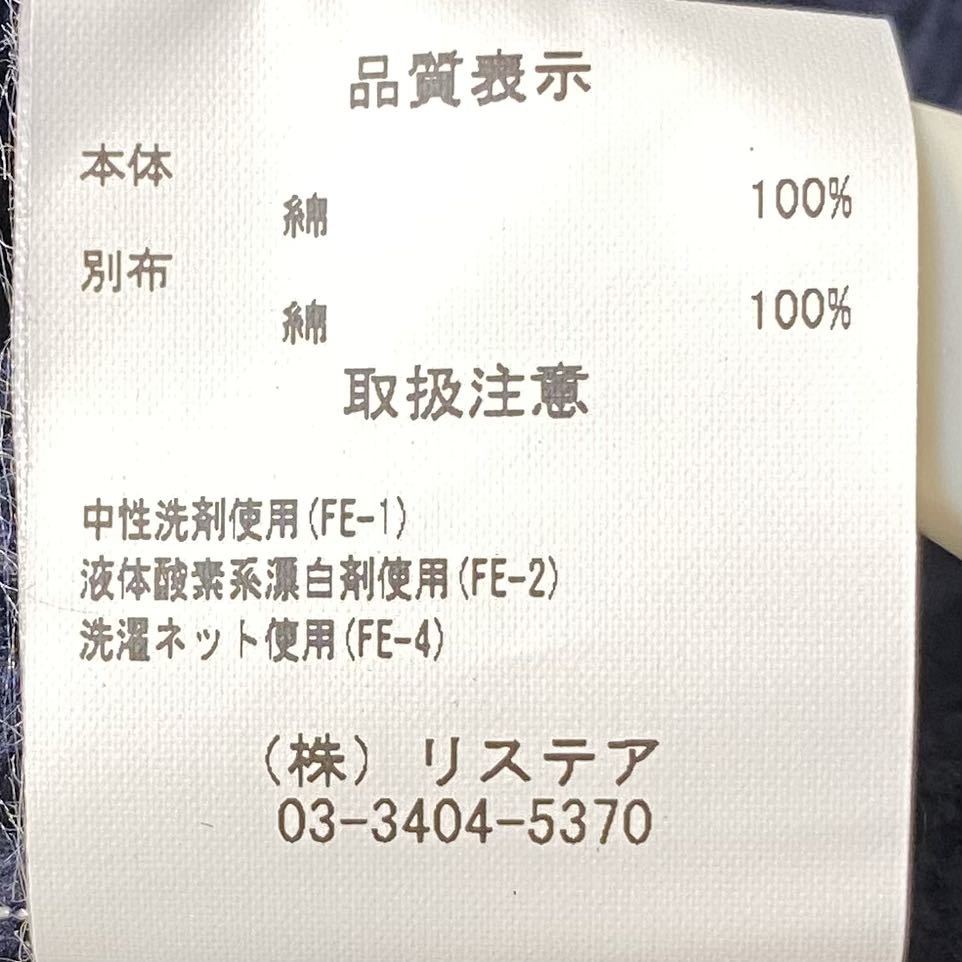 品質表示
本体
綿 100%
別布
綿 100%
取扱注意
中性洗剤使用(FE-1)
液体酸素系漂白剤使用(FE-2)
洗濯ネット使用(FE-4)
(株) リステア
03-3404-5370